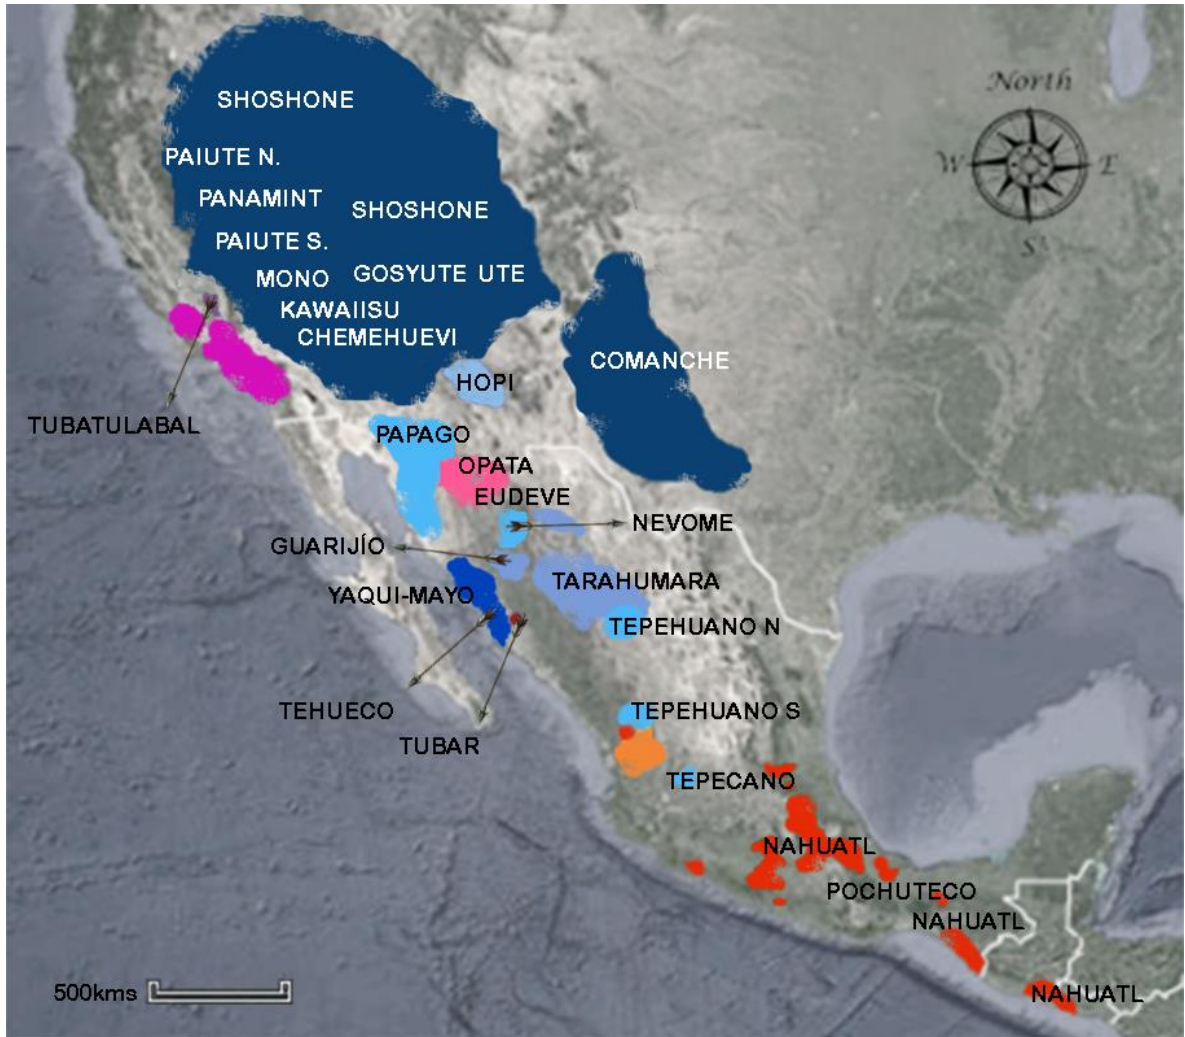 North
SHOSHONE
PAIUTE N.
W
E
PANAMINT
SHOSHONE
PAIUTE S.
S
MONO
GOSYUTE UTE
KAWAIISU
CHEMEHUEVI
COMANCHE
HOPI
TUBATULABAL
PAPAGO
OPATA
EUDEVE
NEVOME
GUARIJÍO
TARAHUMARA
YAQUI-MAYO
TEPEHUANO N
TEHUECO
TEPEHUANO S
TUBAR
TEPECANO
NAHUATL
POCHUTECO
NAHUATL
500kms
NAHUATL